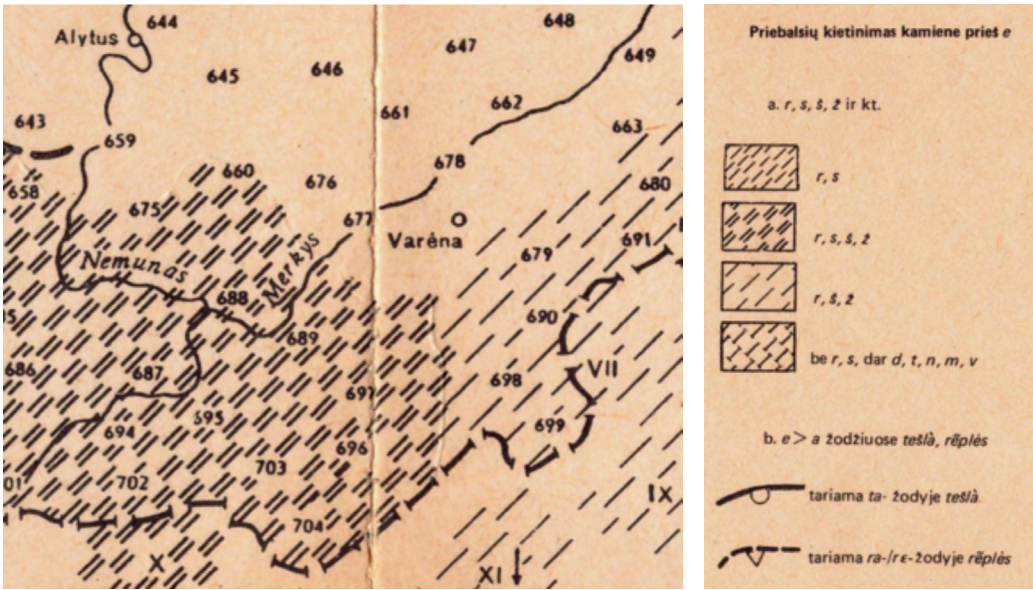 644
648
Alytus
647
649
646
645
662
661
643
663
659
678
660
676
680
658
675
677
691
Varėna
679
Nemunas
Merkys
688
690
689
686
687
VII
698
697
695
699
694
696
703
702
IX
704
X
XI
Priebalsių kietinimas kamiene prieš e
a. r, s, š, ž ir kt.
r, s
r, s, š, ž
r, š, ž
be r, s, dar d, t, n, m, v
b. e > a žodžiuose tešlà, rẽplės
tariama ta- žodyje tešlà
tariama ra-/rɛ-žodyje rẽplės